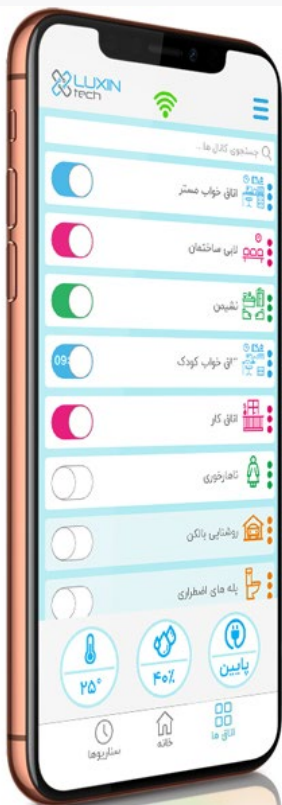 LUXIN
tech
جستجوی کانال ها...
اتاق خواب مستر
لابی ساختمان
نشیمن
اتاق خواب کودک
09:
اتاق کار
ناهارخوری
روشنایی بالکن
پله های اضطراری
۲۵°
۴۰٪
پایین
سناریوها
خانه
اتاق ها